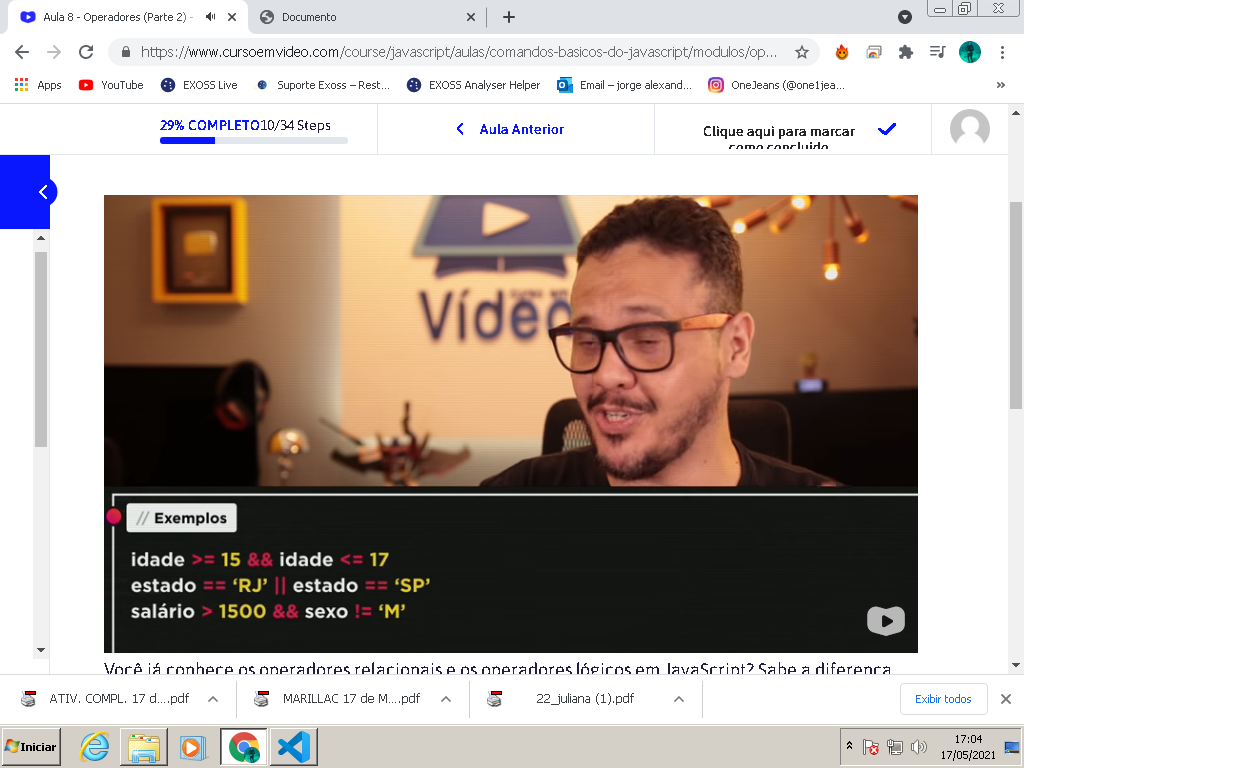 Aula 8 - Operadores (Parte 2) -
Documento
https://www.cursoemvideo.com/course/javascript/aulas/comandos-basicos-do-javascript/modulos/op...
Apps
YouTube
EXOSS Live
Suporte Exoss – Rest...
EXOSS Analyser Helper
Email – jorge alexand...
OneJeans (@one1jea...
»
29% COMPLETO10/34 Steps
Aula Anterior
Clique aqui para marcar
como concluido
Vídeo
// Exemplos
idade >= 15 && idade <= 17
estado == ‘RJ’ || estado == ‘SP’
salário > 1500 && sexo != ‘M’
Você já conhece os operadores relacionais e os operadores lógicos em JavaScript? Sabe a diferença
ATIV. COMPL. 17 d....pdf
MARILLAC 17 de M....pdf
22_juliana (1).pdf
Exibir todos
Iniciar
17:04
17/05/2021